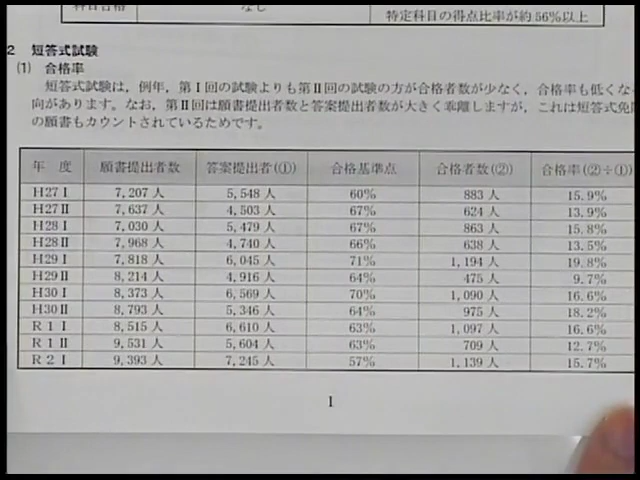 科目合格 なし 特定科目の得点比率が約56%以上
2 短答式試験
(1) 合格率
短答式試験は，例年，第Ⅰ回の試験よりも第Ⅱ回の試験の方が合格者数が少なく，合格率も低くな
向があります。なお，第Ⅱ回は願書提出者数と答案提出者数が大きく乖離しますが，これは短答式免
の願書もカウントされているためです。
年 度 願書提出者数 答案提出者(①) 合格基準点 合格者数(②) 合格率(②÷①)
H27Ⅰ 7,207人 5,548人 60% 883人 15.9%
H27Ⅱ 7,637人 4,503人 67% 624人 13.9%
H28Ⅰ 7,030人 5,479人 67% 863人 15.8%
H28Ⅱ 7,968人 4,740人 66% 638人 13.5%
H29Ⅰ 7,818人 6,045人 71% 1,194人 19.8%
H29Ⅱ 8,214人 4,916人 64% 475人 9.7%
H30Ⅰ 8,373人 6,569人 70% 1,090人 16.6%
H30Ⅱ 8,793人 5,346人 64% 975人 18.2%
R1Ⅰ 8,515人 6,610人 63% 1,097人 16.6%
R1Ⅱ 9,531人 5,604人 63% 709人 12.7%
R2Ⅰ 9,393人 7,245人 57% 1,139人 15.7%
1